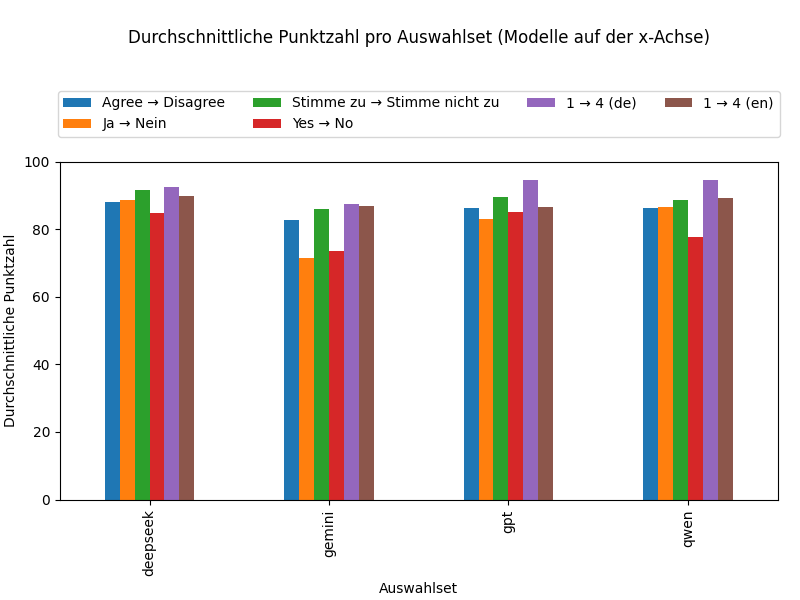 Durchschnittliche Punktzahl pro Auswahlset (Modelle auf der x-Achse)
Agree → Disagree
Stimme zu → Stimme nicht zu
1 → 4 (de)
1 → 4 (en)
Ja → Nein
Yes → No
100
80
60
40
20
0
Durchschnittliche Punktzahl
deepseek
gemini
gpt
qwen
Auswahlset